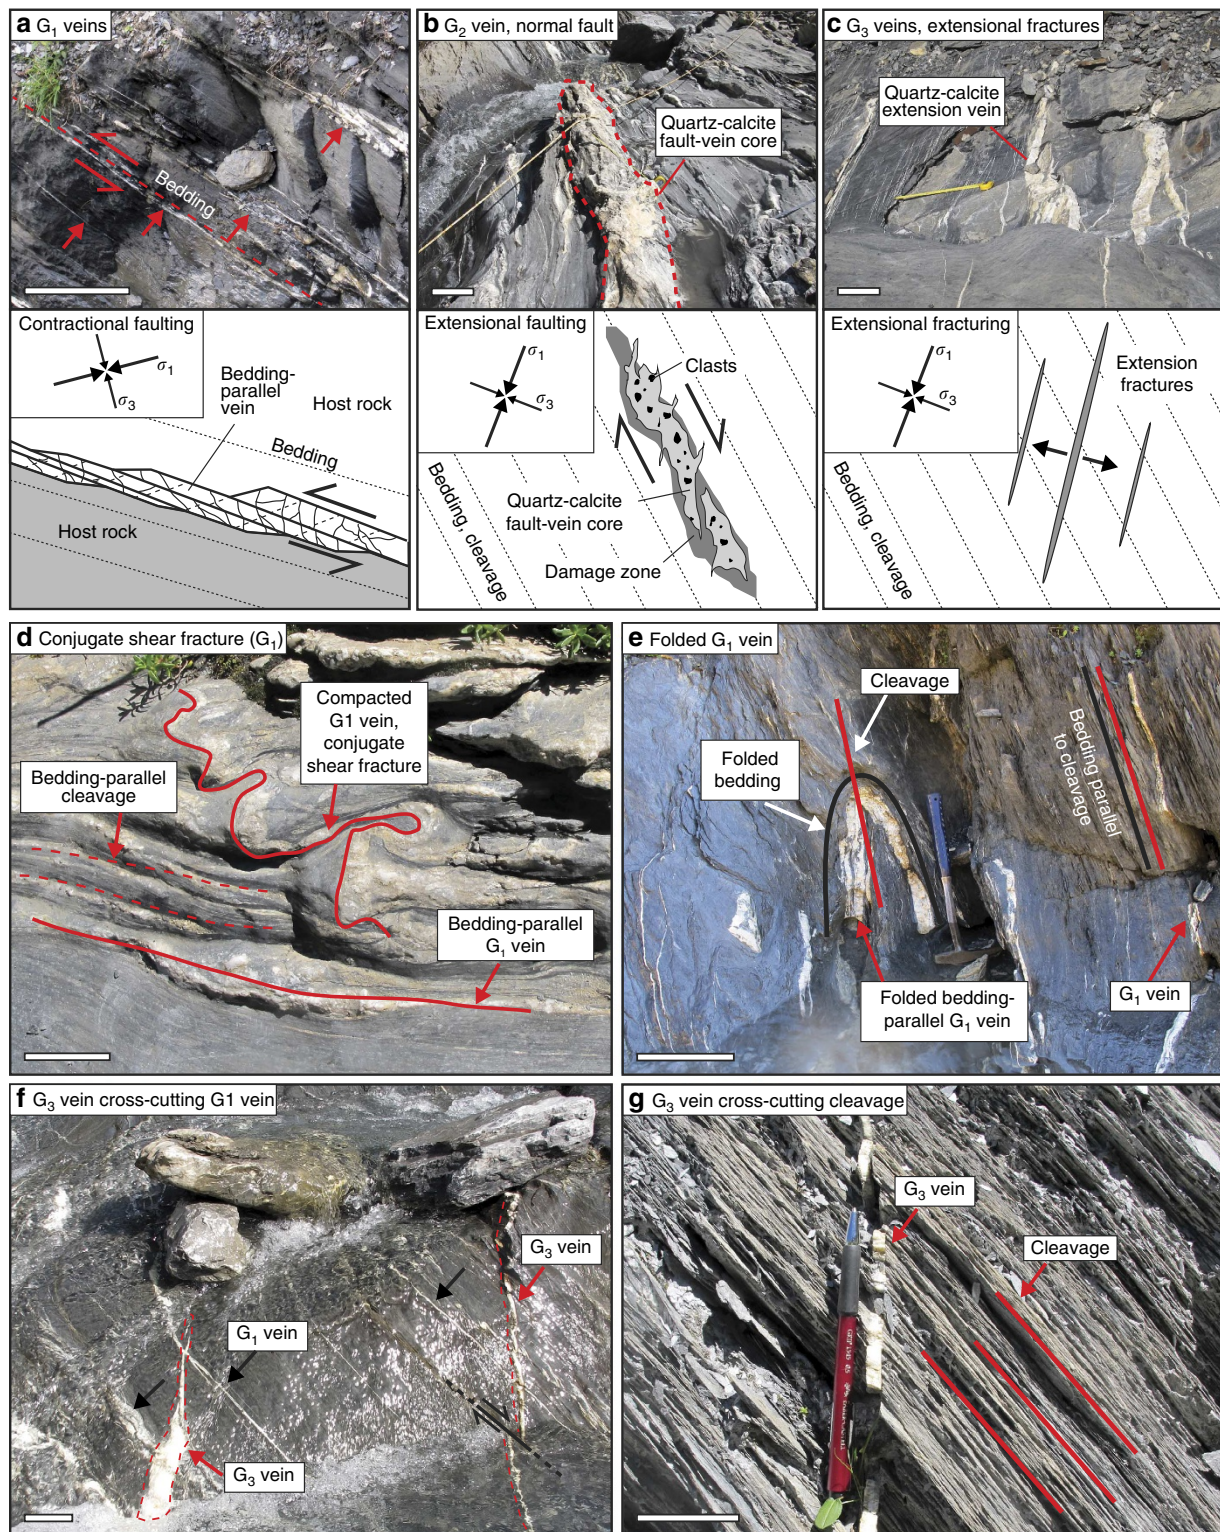 a G1 veins
Bedding
b G2 vein, normal fault
Quartz-calcite
fault-vein core
c G3 veins, extensional fractures
Quartz-calcite
extension vein
Contractional faulting
σ1
σ3
Bedding-
parallel
vein
Host rock
Bedding
Host rock
Extensional faulting
σ1
σ3
Clasts
Quartz-calcite
fault-vein core
Damage zone
Bedding, cleavage
Extensional fracturing
σ1
σ3
Extension
fractures
Bedding, cleavage
d Conjugate shear fracture (G1)
Compacted
G1 vein,
conjugate
shear fracture
Bedding-parallel
cleavage
Bedding-parallel
G1 vein
e Folded G1 vein
Cleavage
Folded
bedding
Bedding parallel
to cleavage
Folded bedding-
parallel G1 vein
G1 vein
f G3 vein cross-cutting G1 vein
G3 vein
G1 vein
G3 vein
g G3 vein cross-cutting cleavage
G3 vein
Cleavage